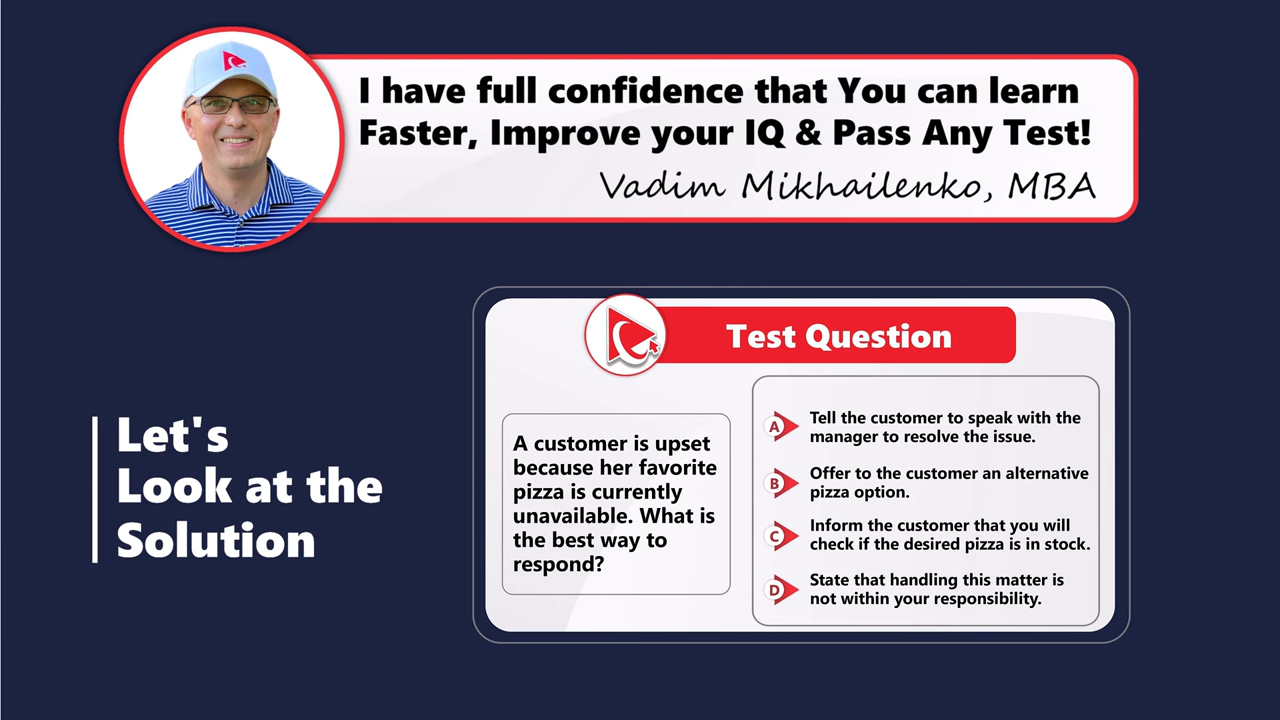 I have full confidence that You can learn
Faster, Improve your IQ & Pass Any Test!
Vadim Mikhailenko, MBA
Let's
Look at the
Solution
Test Question
A customer is upset
because her favorite
pizza is currently
unavailable. What is
the best way to
respond?
A
Tell the customer to speak with the
manager to resolve the issue.
B
Offer to the customer an alternative
pizza option.
C
Inform the customer that you will
check if the desired pizza is in stock.
D
State that handling this matter is
not within your responsibility.